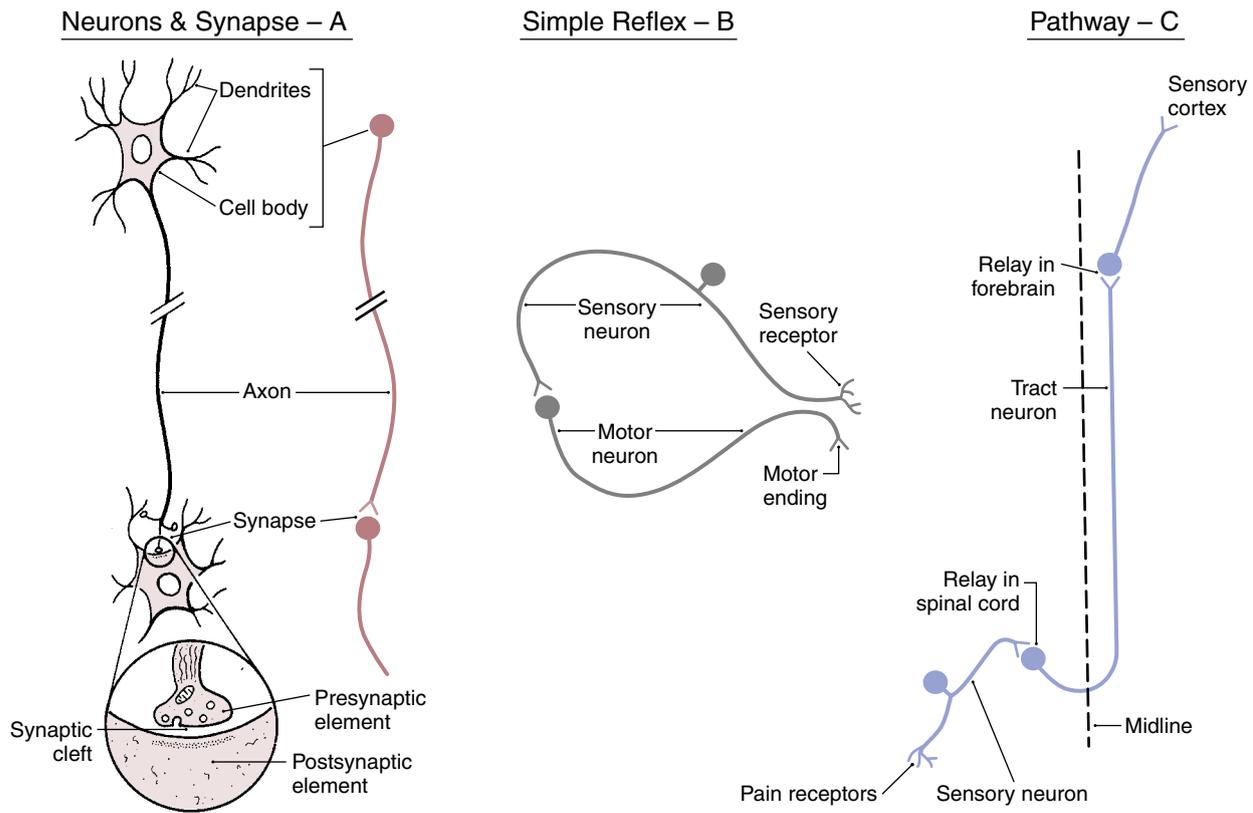 Neurons & Synapse – A
Dendrites
Cell body
Axon
Synapse
Presynaptic
element
Synaptic
cleft
Postsynaptic
element
Simple Reflex – B
Sensory
neuron
Sensory
receptor
Motor
neuron
Motor
ending
Pathway – C
Sensory
cortex
Relay in
forebrain
Tract
neuron
Relay in
spinal cord
Midline
Pain receptors
Sensory neuron